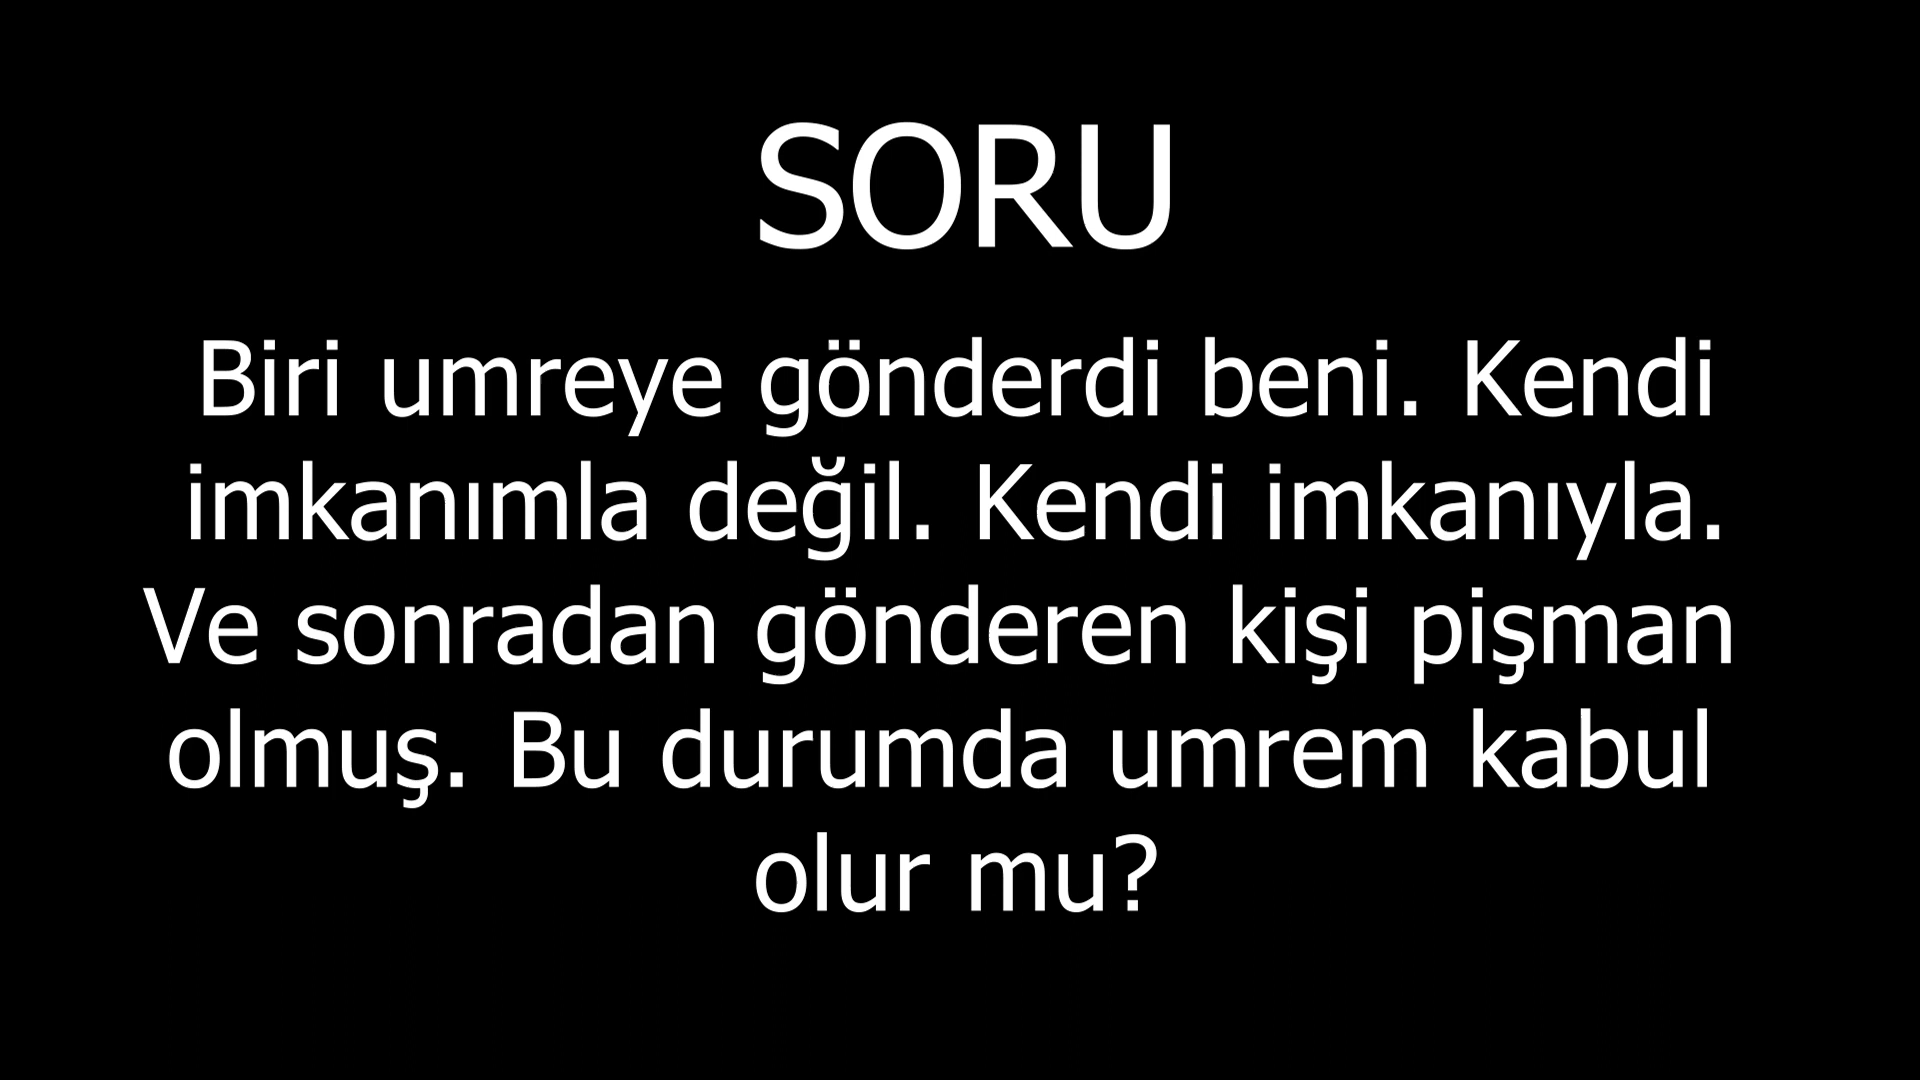 SORU
Biri umreye gönderdi beni. Kendi
imkanımla değil. Kendi imkanıyla.
Ve sonradan gönderen kişi pişman
olmuş. Bu durumda umrem kabul
olur mu?